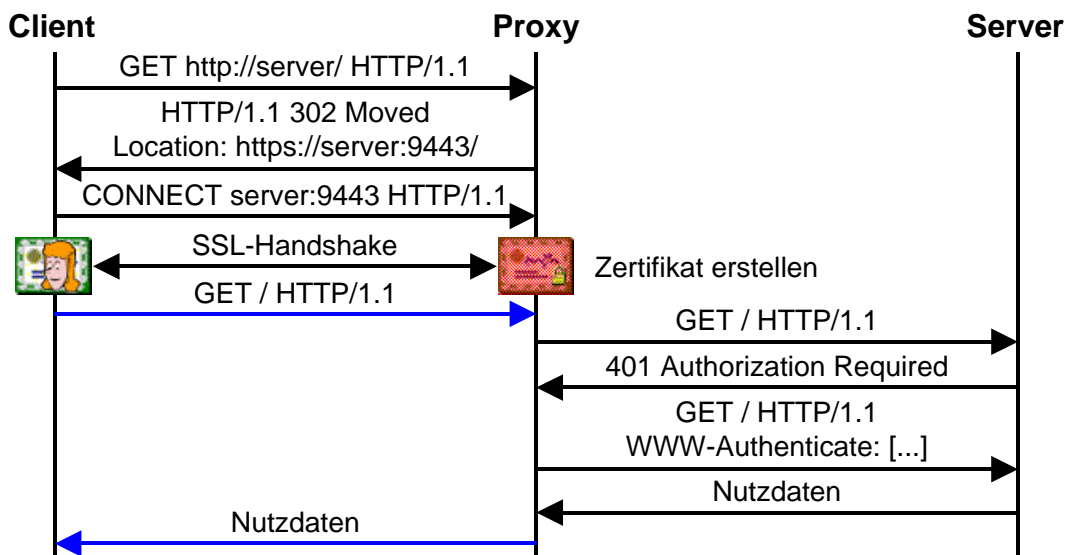 Client
Proxy
Server
GET http://server/ HTTP/1.1
HTTP/1.1 302 Moved
Location: https://server:9443/
CONNECT server:9443 HTTP/1.1
SSL-Handshake
Zertifikat erstellen
GET / HTTP/1.1
GET / HTTP/1.1
401 Authorization Required
GET / HTTP/1.1
WWW-Authenticate: [...]
Nutzdaten
Nutzdaten